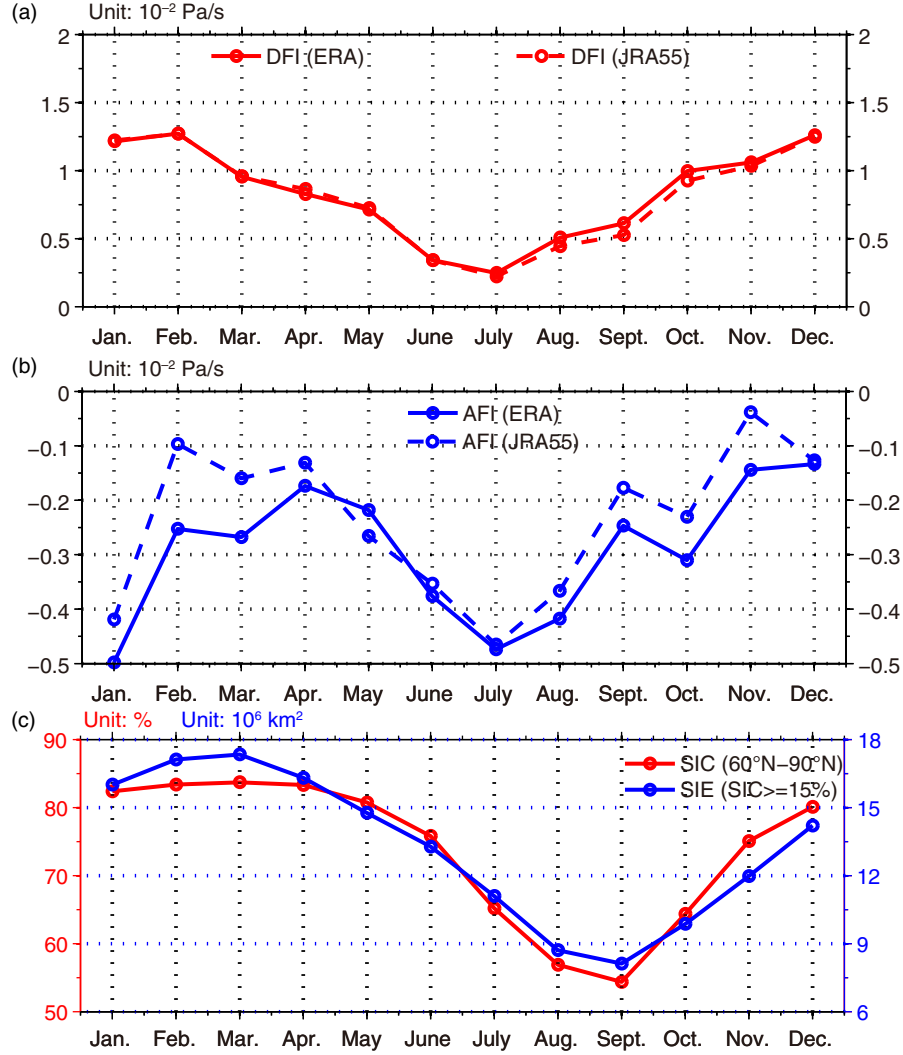 (a) Unit: 10⁻² Pa/s
2 2
DFI (ERA) DFI (JRA55)
1.5 1.5
1 1
0.5 0.5
0 0
Jan. Feb. Mar. Apr. May June July Aug. Sept. Oct. Nov. Dec.
(b) Unit: 10⁻² Pa/s
0 0
AFI (ERA)
−0.1 −0.1
AFI (JRA55)
−0.2 −0.2
−0.3 −0.3
−0.4 −0.4
−0.5 −0.5
Jan. Feb. Mar. Apr. May June July Aug. Sept. Oct. Nov. Dec.
(c) Unit: % Unit: 10⁶ km²
90 18
SIC (60°N−90°N)
SIE (SIC>=15%)
80 15
70 12
60 9
50 6
Jan. Feb. Mar. Apr. May June July Aug. Sept. Oct. Nov. Dec.